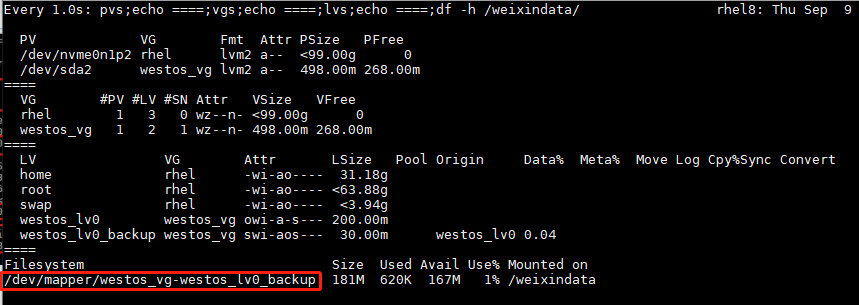 Every 1.0s: pvs;echo ====;vgs;echo ====;lvs;echo ====;df -h /weixindata/ rhel8: Thu Sep 9
PV VG Fmt Attr PSize PFree
/dev/nvme0n1p2 rhel lvm2 a-- <99.00g 0
/dev/sda2 westos_vg lvm2 a-- 498.00m 268.00m
====
VG #PV #LV #SN Attr VSize VFree
rhel 1 3 0 wz--n- <99.00g 0
westos_vg 1 2 1 wz--n- 498.00m 268.00m
====
LV VG Attr LSize Pool Origin Data% Meta% Move Log Cpy%Sync Convert
home rhel -wi-ao---- 31.18g
root rhel -wi-ao---- <63.88g
swap rhel -wi-ao---- <3.94g
westos_lv0 westos_vg owi-a-s--- 200.00m
westos_lv0_backup westos_vg swi-aos--- 30.00m westos_lv0 0.04
====
Filesystem Size Used Avail Use% Mounted on
/dev/mapper/westos_vg-westos_lv0_backup 181M 620K 167M 1% /weixindata